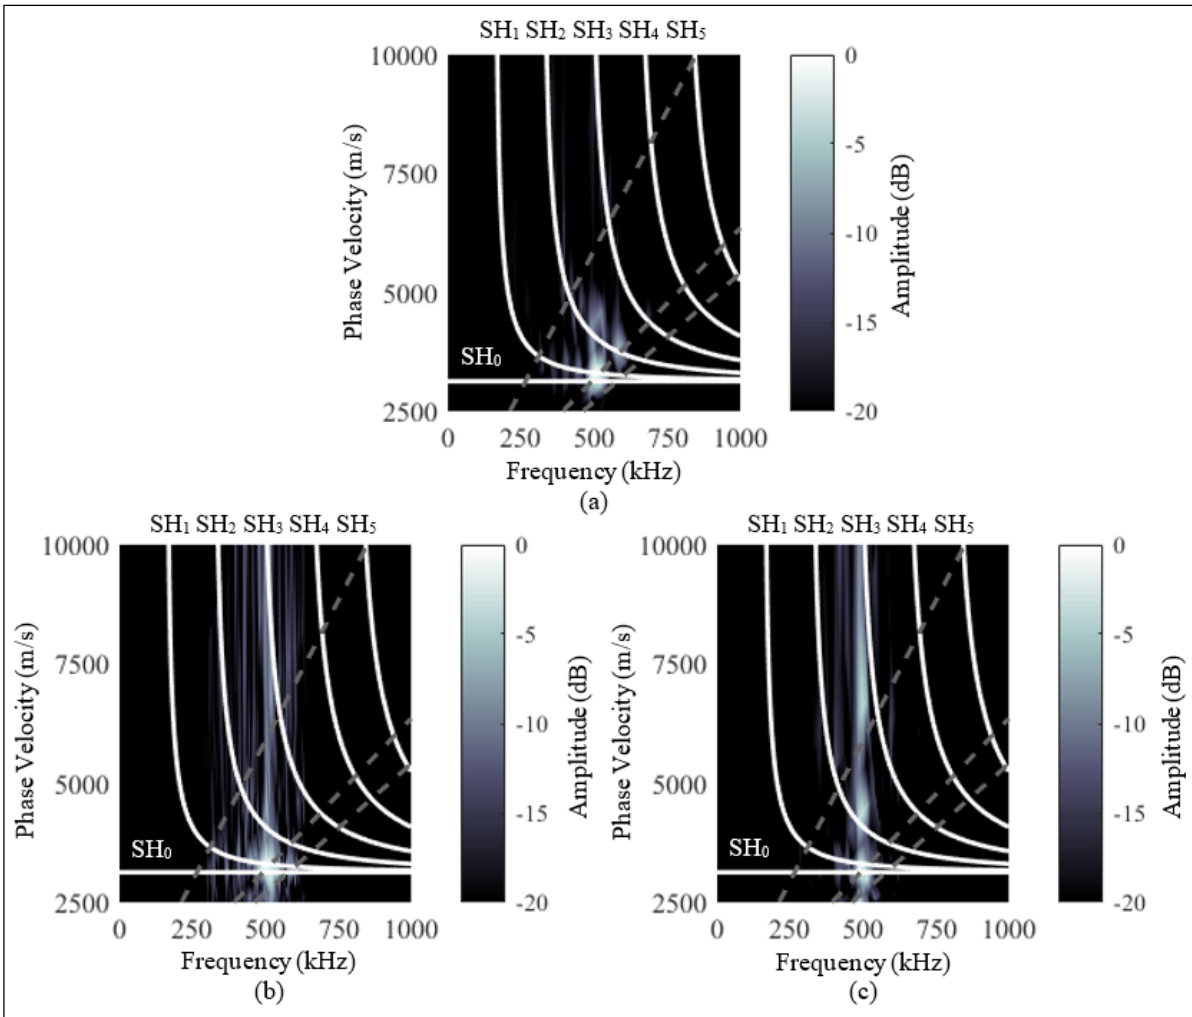 SH₁ SH₂ SH₃ SH₄ SH₅
10000
7500
5000
2500
Phase Velocity (m/s)
SH₀
0 250 500 750 1000
Frequency (kHz)
0
-5
-10
-15
-20
Amplitude (dB)
(a)
SH₁ SH₂ SH₃ SH₄ SH₅
10000
7500
5000
2500
Phase Velocity (m/s)
SH₀
0 250 500 750 1000
Frequency (kHz)
0
-5
-10
-15
-20
Amplitude (dB)
(b)
SH₁ SH₂ SH₃ SH₄ SH₅
10000
7500
5000
2500
Phase Velocity (m/s)
SH₀
0 250 500 750 1000
Frequency (kHz)
0
-5
-10
-15
-20
Amplitude (dB)
(c)